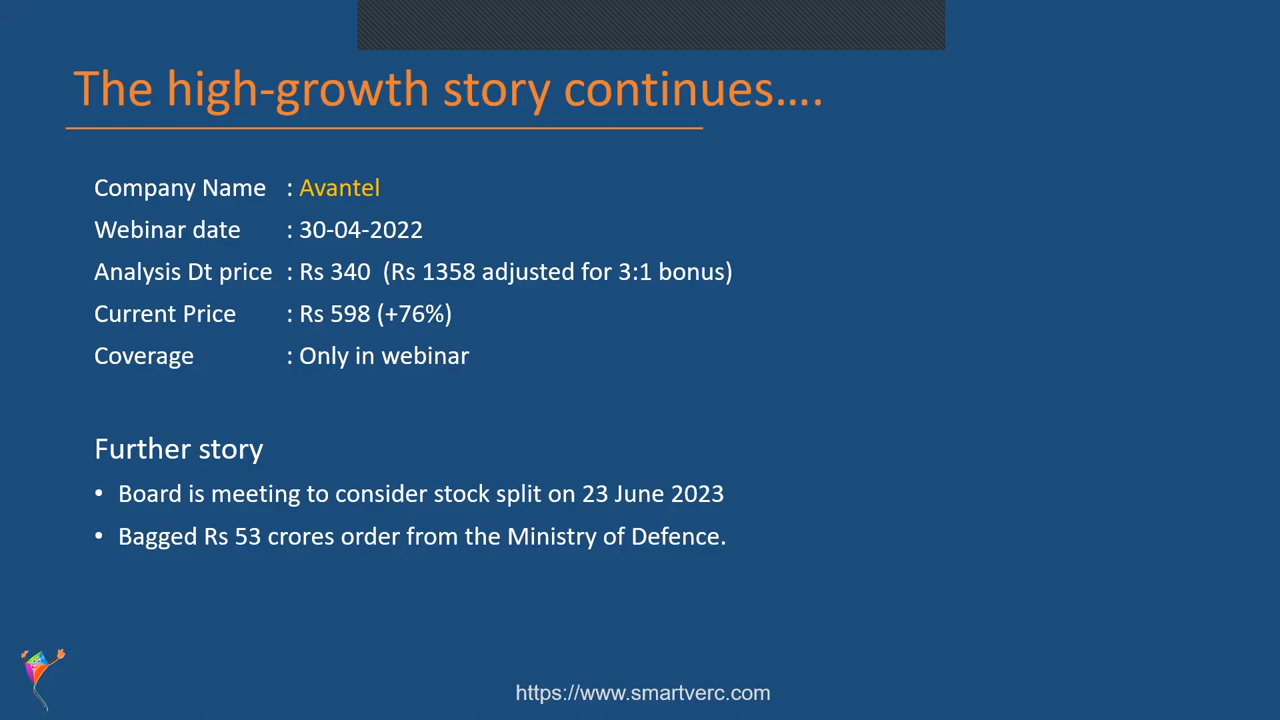 The high-growth story continues....
Company Name : Avantel
Webinar date : 30-04-2022
Analysis Dt price : Rs 340 (Rs 1358 adjusted for 3:1 bonus)
Current Price : Rs 598 (+76%)
Coverage : Only in webinar
Further story
• Board is meeting to consider stock split on 23 June 2023
• Bagged Rs 53 crores order from the Ministry of Defence.
https://www.smartverc.com